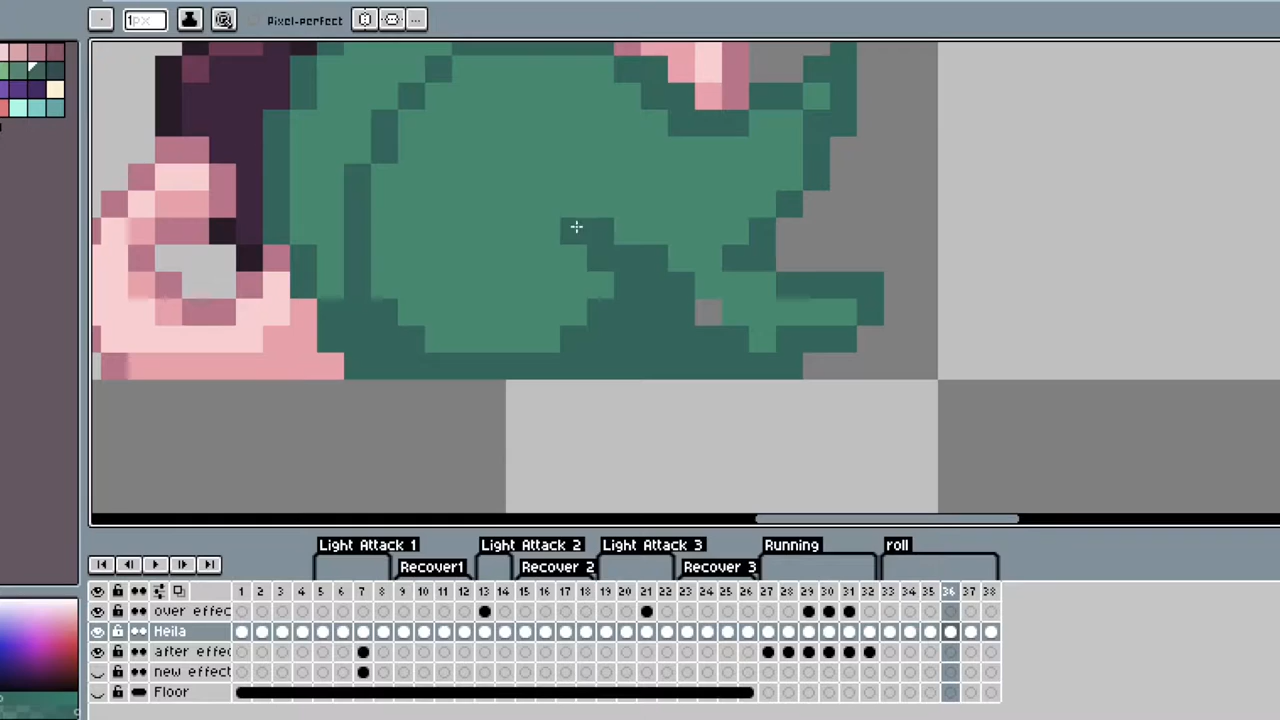 1px Pixel-perfect ...
Light Attack 1 Light Attack 2 Light Attack 3 Running roll
Recover1 Recover 2 Recover 3
1 2 3 4 5 6 7 8 9 10 11 12 13 14 15 16 17 18 19 20 21 22 23 24 25 26 27 28 29 30 31 32 33 34 35 36 37 38
over effec
Heila
after effec
new effect
Floor